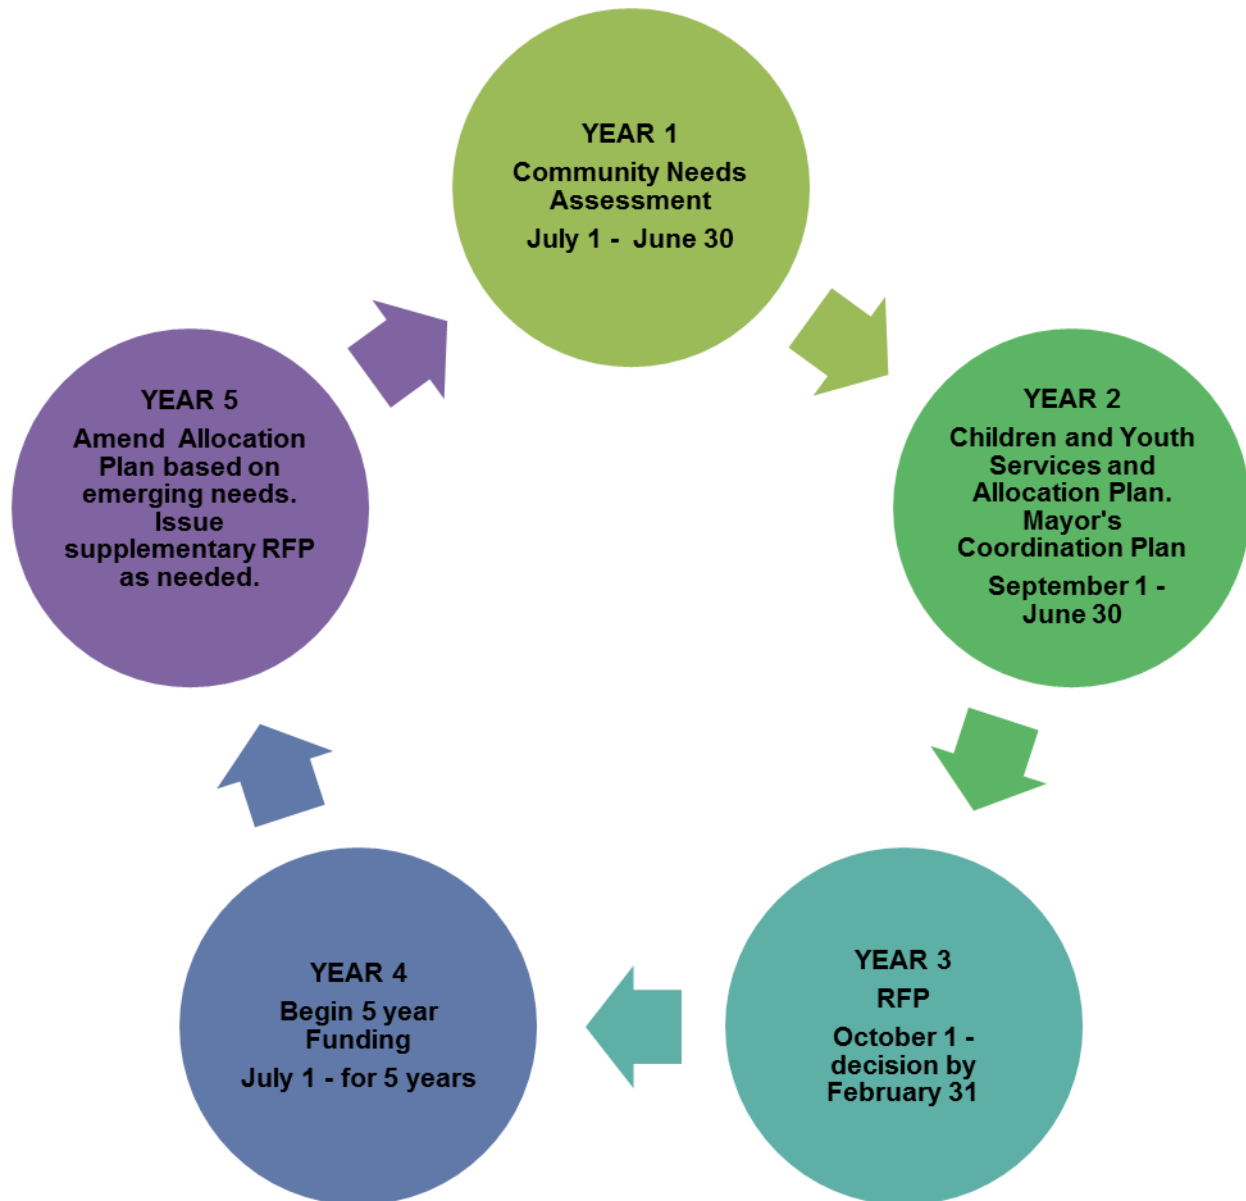 YEAR 1
Community Needs
Assessment
July 1 -  June 30
YEAR 2
Children and Youth
Services and
Allocation Plan.
Mayor's
Coordination Plan
September 1 -
June 30
YEAR 3
RFP
October 1 -
decision by
February 31
YEAR 4
Begin 5 year
Funding
July 1 - for 5 years
YEAR 5
Amend  Allocation
Plan based on
emerging needs.
Issue
supplementary RFP
as needed.